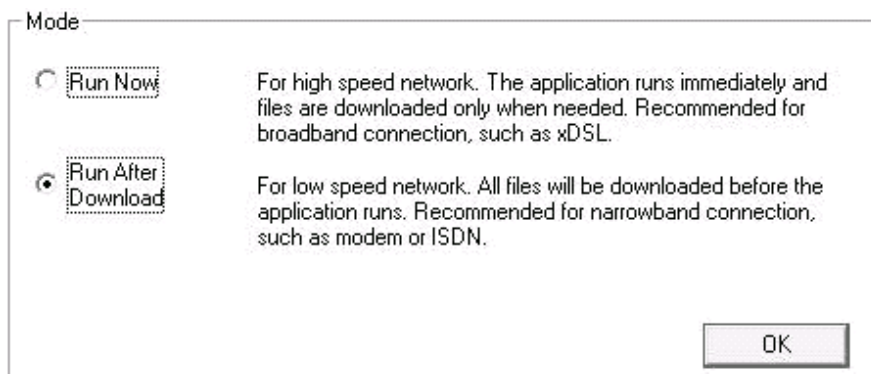 Mode
Run Now
For high speed network. The application runs immediately and
files are downloaded only when needed. Recommended for
broadband connection, such as xDSL.
Run After
Download
For low speed network. All files will be downloaded before the
application runs. Recommended for narrowband connection,
such as modem or ISDN.
OK